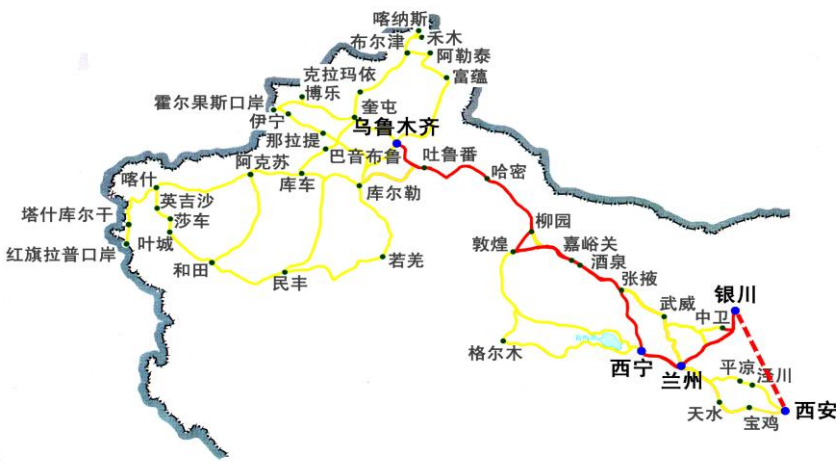 喀纳斯
禾木
布尔津
阿勒泰
克拉玛依
富蕴
博乐
霍尔果斯口岸
奎屯
伊宁
乌鲁木齐
那拉提
巴音布鲁
吐鲁番
阿克苏
哈密
喀什
库车
库尔勒
英吉沙
塔什库尔干
莎车
柳园
红旗拉普口岸
叶城
敦煌
嘉峪关
和田
若羌
酒泉
民丰
张掖
银川
武威
中卫
格尔木
西宁
兰州
平凉
泾川
天水
宝鸡
西安